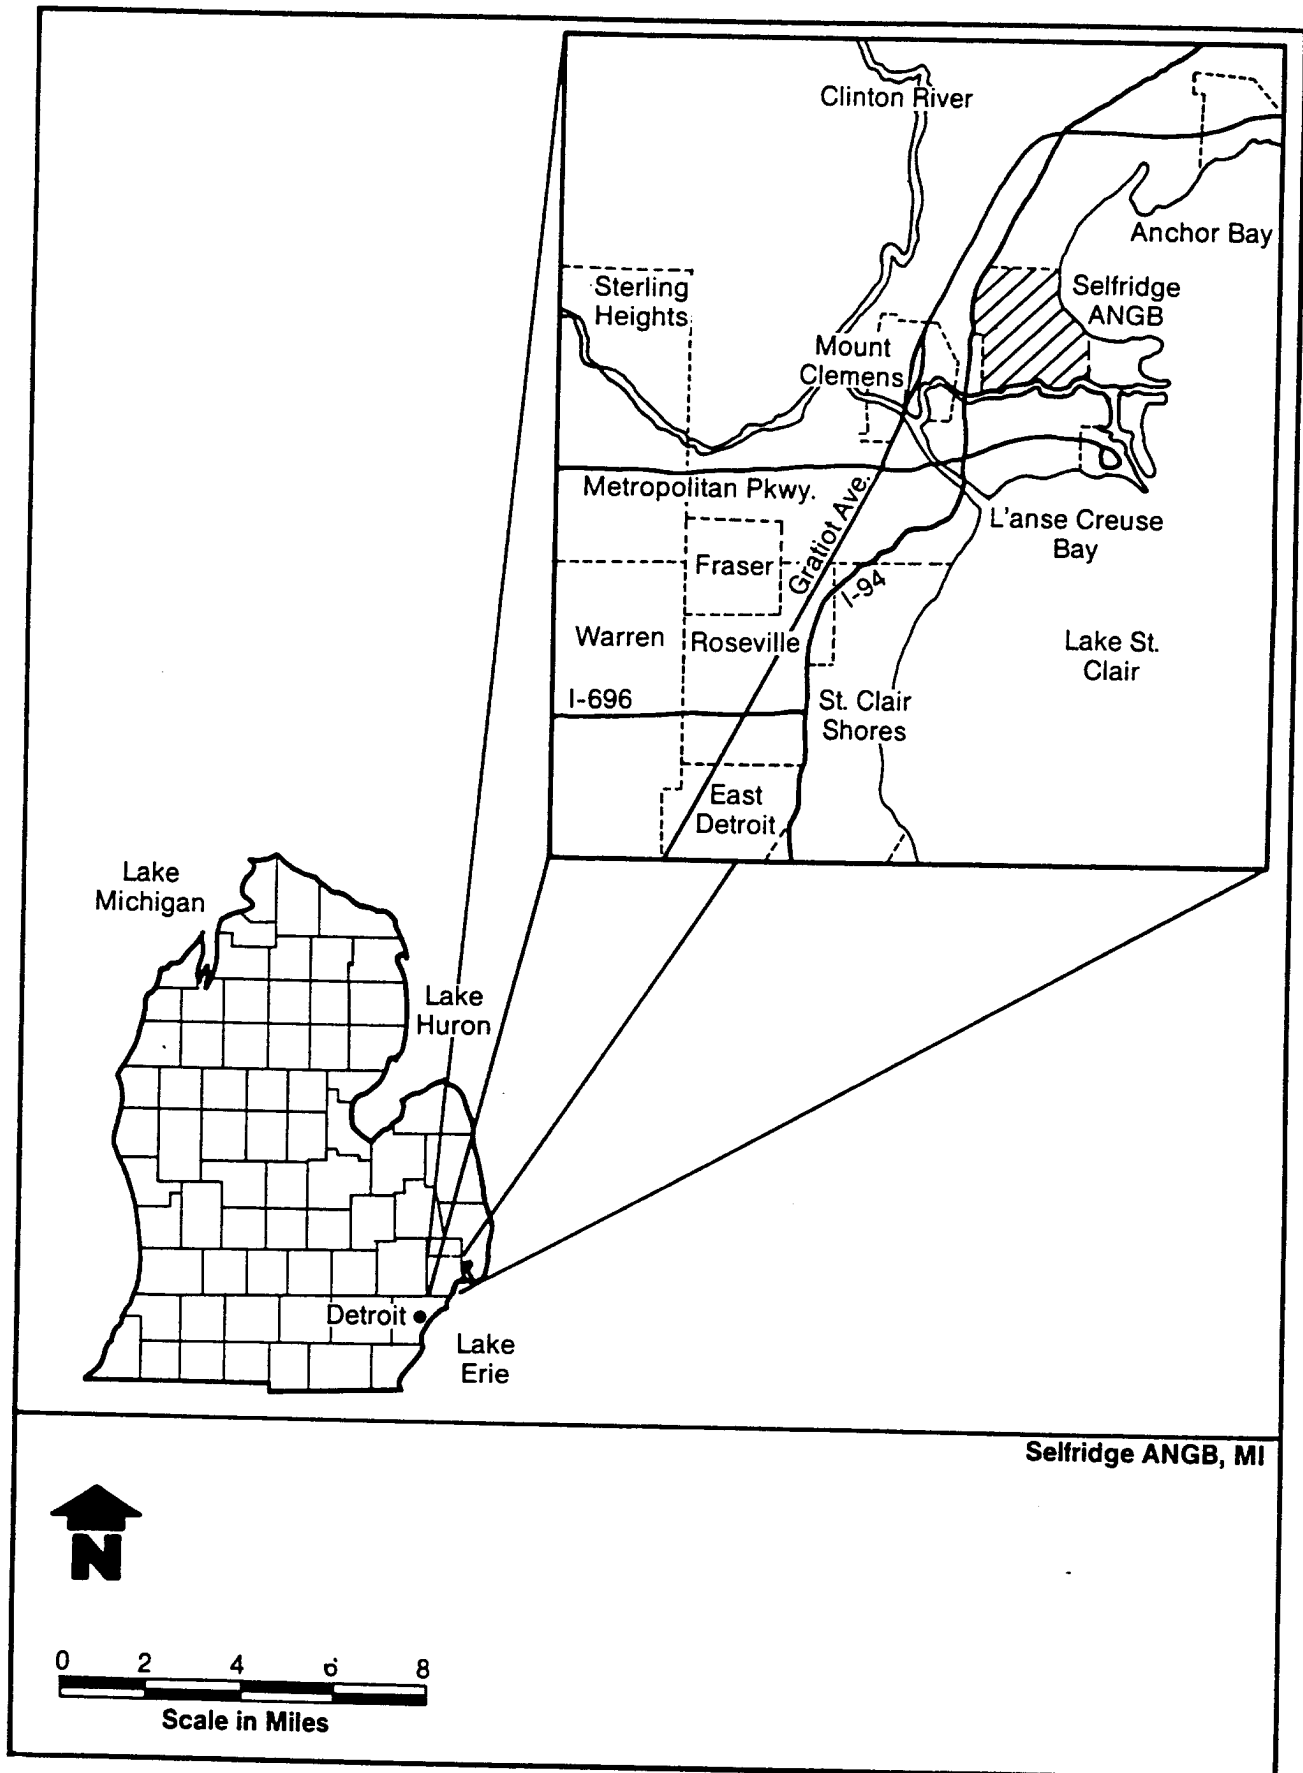 Clinton River
Anchor Bay
Sterling
Heights
Selfridge
ANGB
Mount
Clemens
Metropolitan Pkwy.
Gratiot Ave.
L'anse Creuse
Bay
Fraser
I-94
Warren
Roseville
Lake St.
Clair
I-696
St. Clair
Shores
East
Detroit
Lake
Michigan
Lake
Huron
Detroit
Lake
Erie
Selfridge ANGB, MI
N
0 2 4 6 8
Scale in Miles